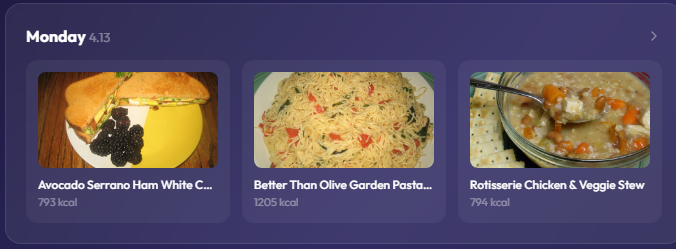 Monday 4.13
Avocado Serrano Ham White C...
Better Than Olive Garden Pasta...
Rotisserie Chicken & Veggie Stew
793 kcal
1205 kcal
794 kcal